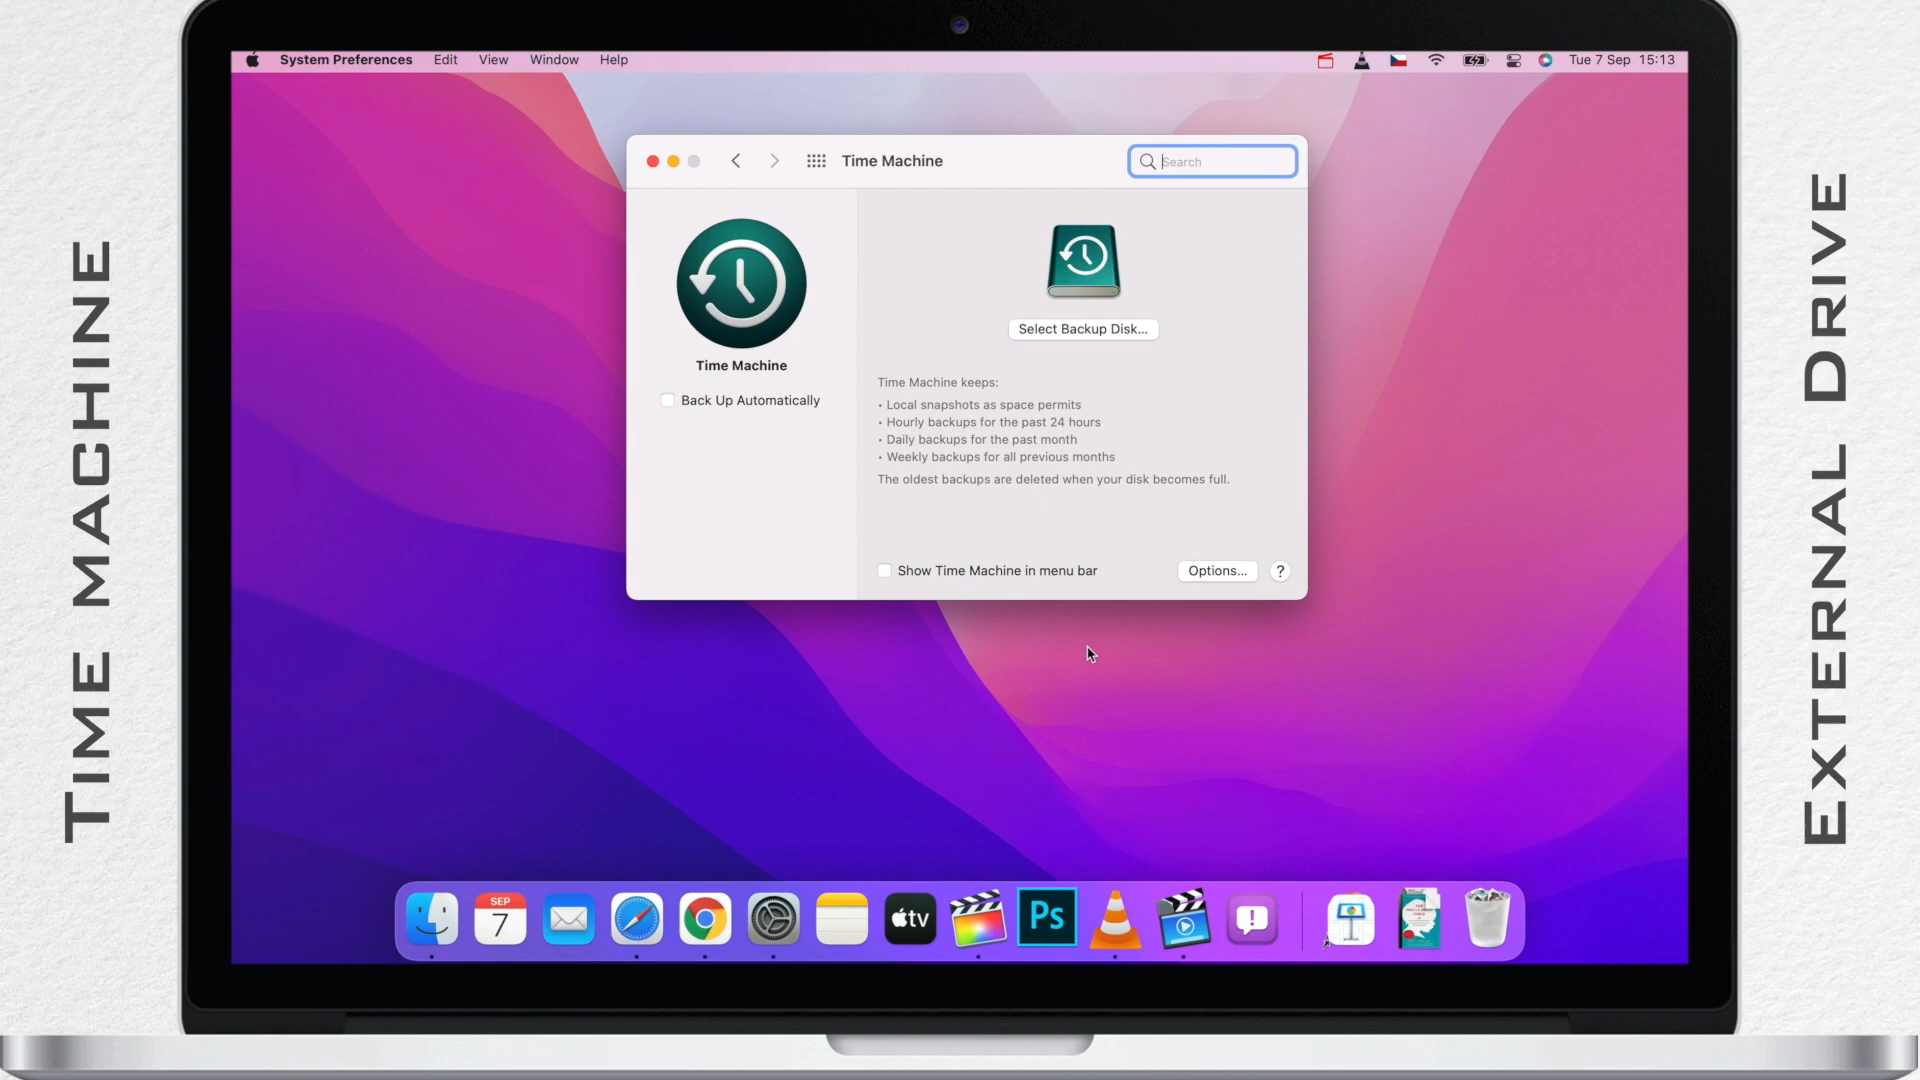 TIME MACHINE
System Preferences Edit View Window Help
Tue 7 Sep 15:13
Time Machine
Search
Time Machine
Back Up Automatically
Select Backup Disk...
Time Machine keeps:
• Local snapshots as space permits
• Hourly backups for the past 24 hours
• Daily backups for the past month
• Weekly backups for all previous months
The oldest backups are deleted when your disk becomes full.
Show Time Machine in menu bar
Options...
?
SEP
7
tv
Ps
!
EXTERNAL DRIVE